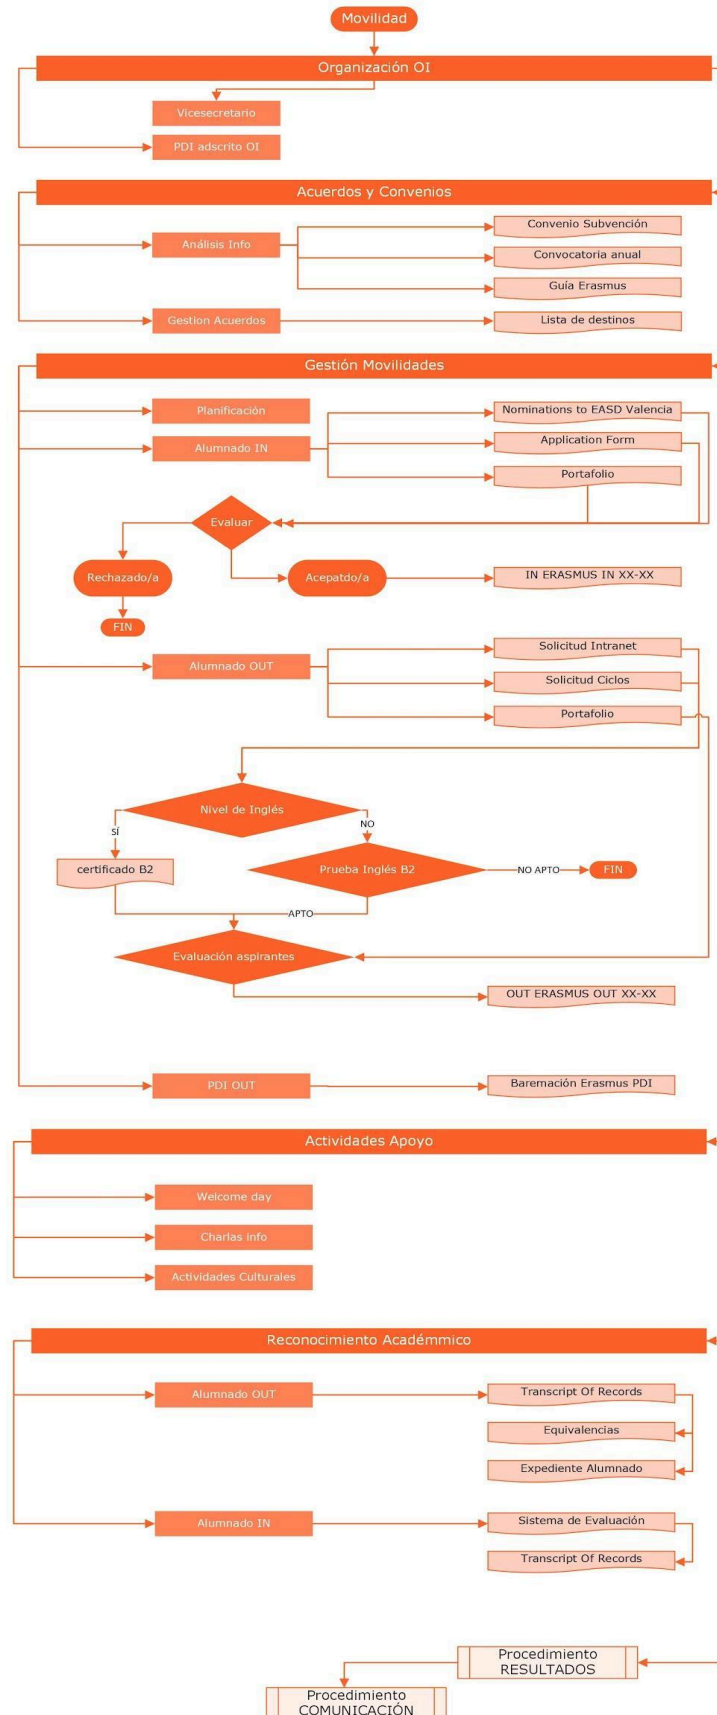 Movilidad
Organización OI
Vicesecretario
PDI adscrito OI
Acuerdos y Convenios
Análisis Info
Convenio Subvención
Convocatoria anual
Guía Erasmus
Gestion Acuerdos
Lista de destinos
Gestión Movilidades
Planificación
Alumnado IN
Nominations to EASD Valencia
Application Form
Portafolio
Evaluar
Rechazado/a
Acepatdo/a
IN ERASMUS IN XX-XX
FIN
Alumnado OUT
Solicitud Intranet
Solicitud Ciclos
Portafolio
Nivel de Inglés
SÍ
NO
certificado B2
Prueba Inglés B2
NO APTO
FIN
APTO
Evaluación aspirantes
OUT ERASMUS OUT XX-XX
PDI OUT
Baremación Erasmus PDI
Actividades Apoyo
Welcome day
Charlas info
Actividades Culturales
Reconocimiento Académmico
Alumnado OUT
Transcript Of Records
Equivalencias
Expediente Alumnado
Alumnado IN
Sistema de Evaluación
Transcript Of Records
Procedimiento
RESULTADOS
Procedimiento
COMUNICACIÓN